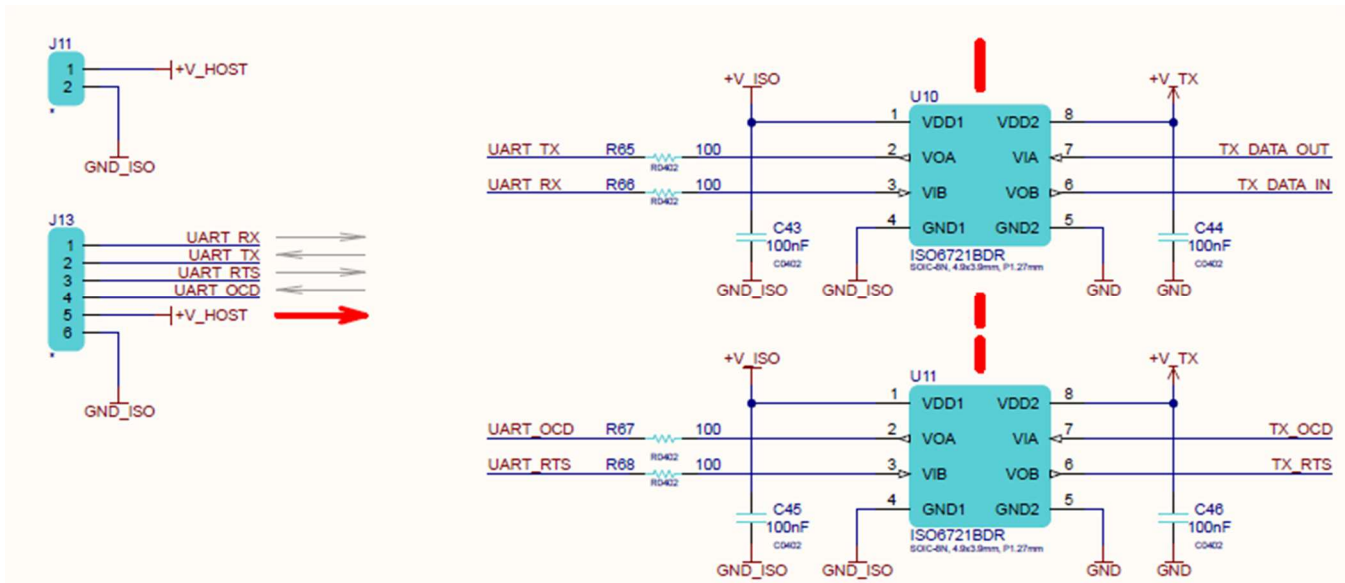 J11
1 +V_HOST
2
*
GND_ISO
J13
1 UART_RX
2 UART_TX
3 UART_RTS
4 UART_OCD
5 +V_HOST
6
*
GND_ISO
+V_ISO
U10
+V_TX
1 VDD1 VDD2 8
UART_TX R65 100 2 VOA VIA 7 TX_DATA_OUT
R0402
UART_RX R66 100 3 VIB VOB 6 TX_DATA_IN
R0402
4 GND1 GND2 5
C43
100nF
C0402
C44
100nF
C0402
ISO6721BDR
SOIC-8N, 4.9x3.9mm, P1.27mm
GND_ISO GND_ISO GND GND
+V_ISO
U11
+V_TX
1 VDD1 VDD2 8
UART_OCD R67 100 2 VOA VIA 7 TX_OCD
R0402
UART_RTS R68 100 3 VIB VOB 6 TX_RTS
R0402
4 GND1 GND2 5
C45
100nF
C0402
C46
100nF
C0402
ISO6721BDR
SOIC-8N, 4.9x3.9mm, P1.27mm
GND_ISO GND_ISO GND GND